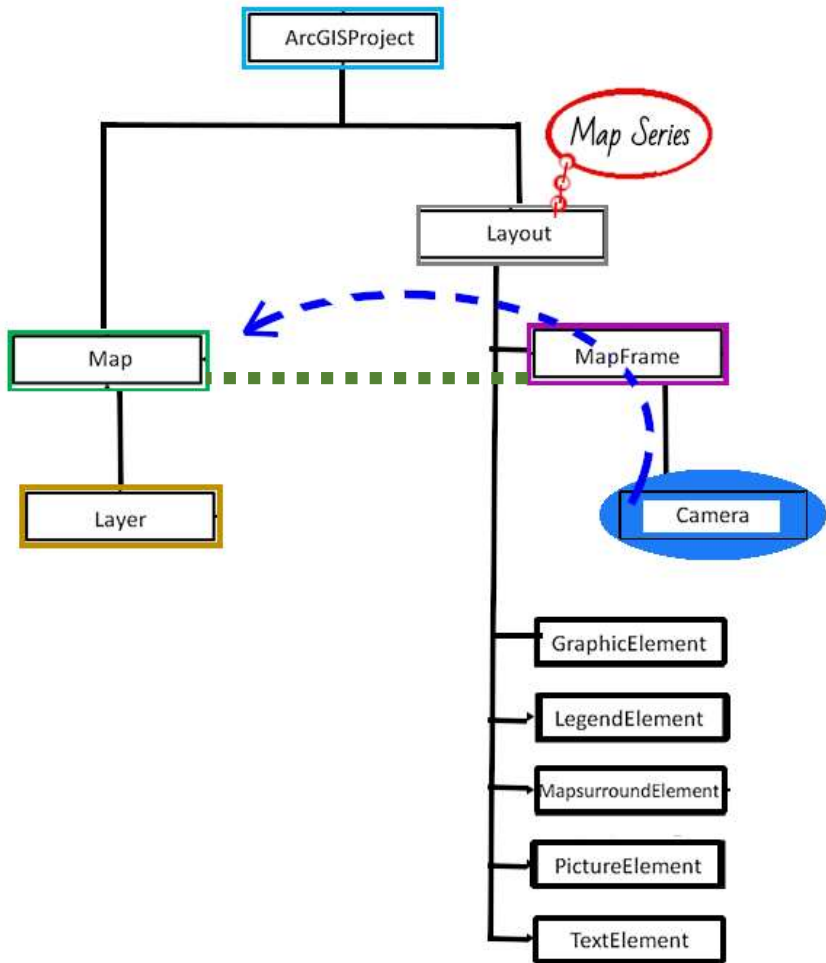 ArcGISProject
Map Series
Layout
Map
MapFrame
Layer
Camera
GraphicElement
LegendElement
MapsurroundElement
PictureElement
TextElement